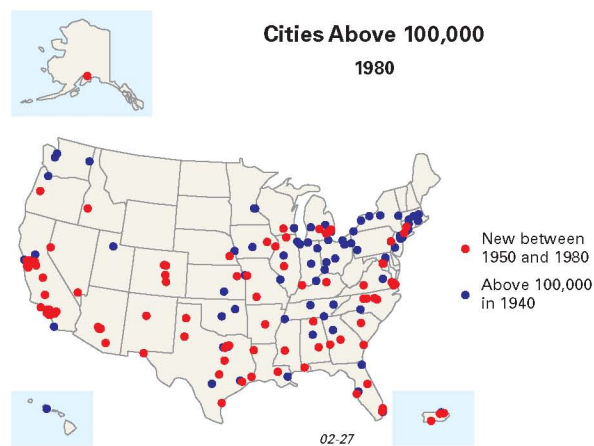 Cities Above 100,000
1980
New between
1950 and 1980
Above 100,000
in 1940
02-27